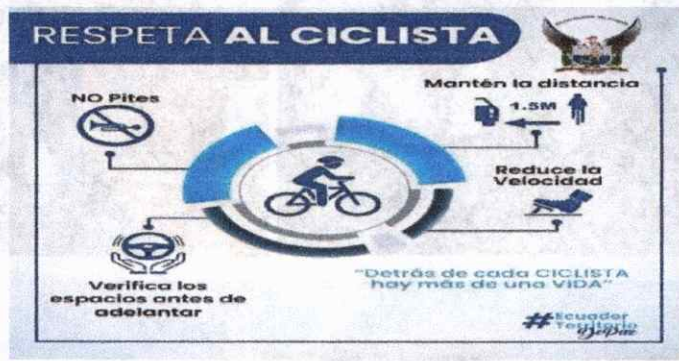 RESPETA AL CICLISTA
NO Pites
Mantén la distancia
1.5M
Reduce la
Velocidad
Verifica los
espacios antes de
adelantar
"Detrás de cada CICLISTA
hay más de una VIDA"
#Ecuador
Territorio
DePaz